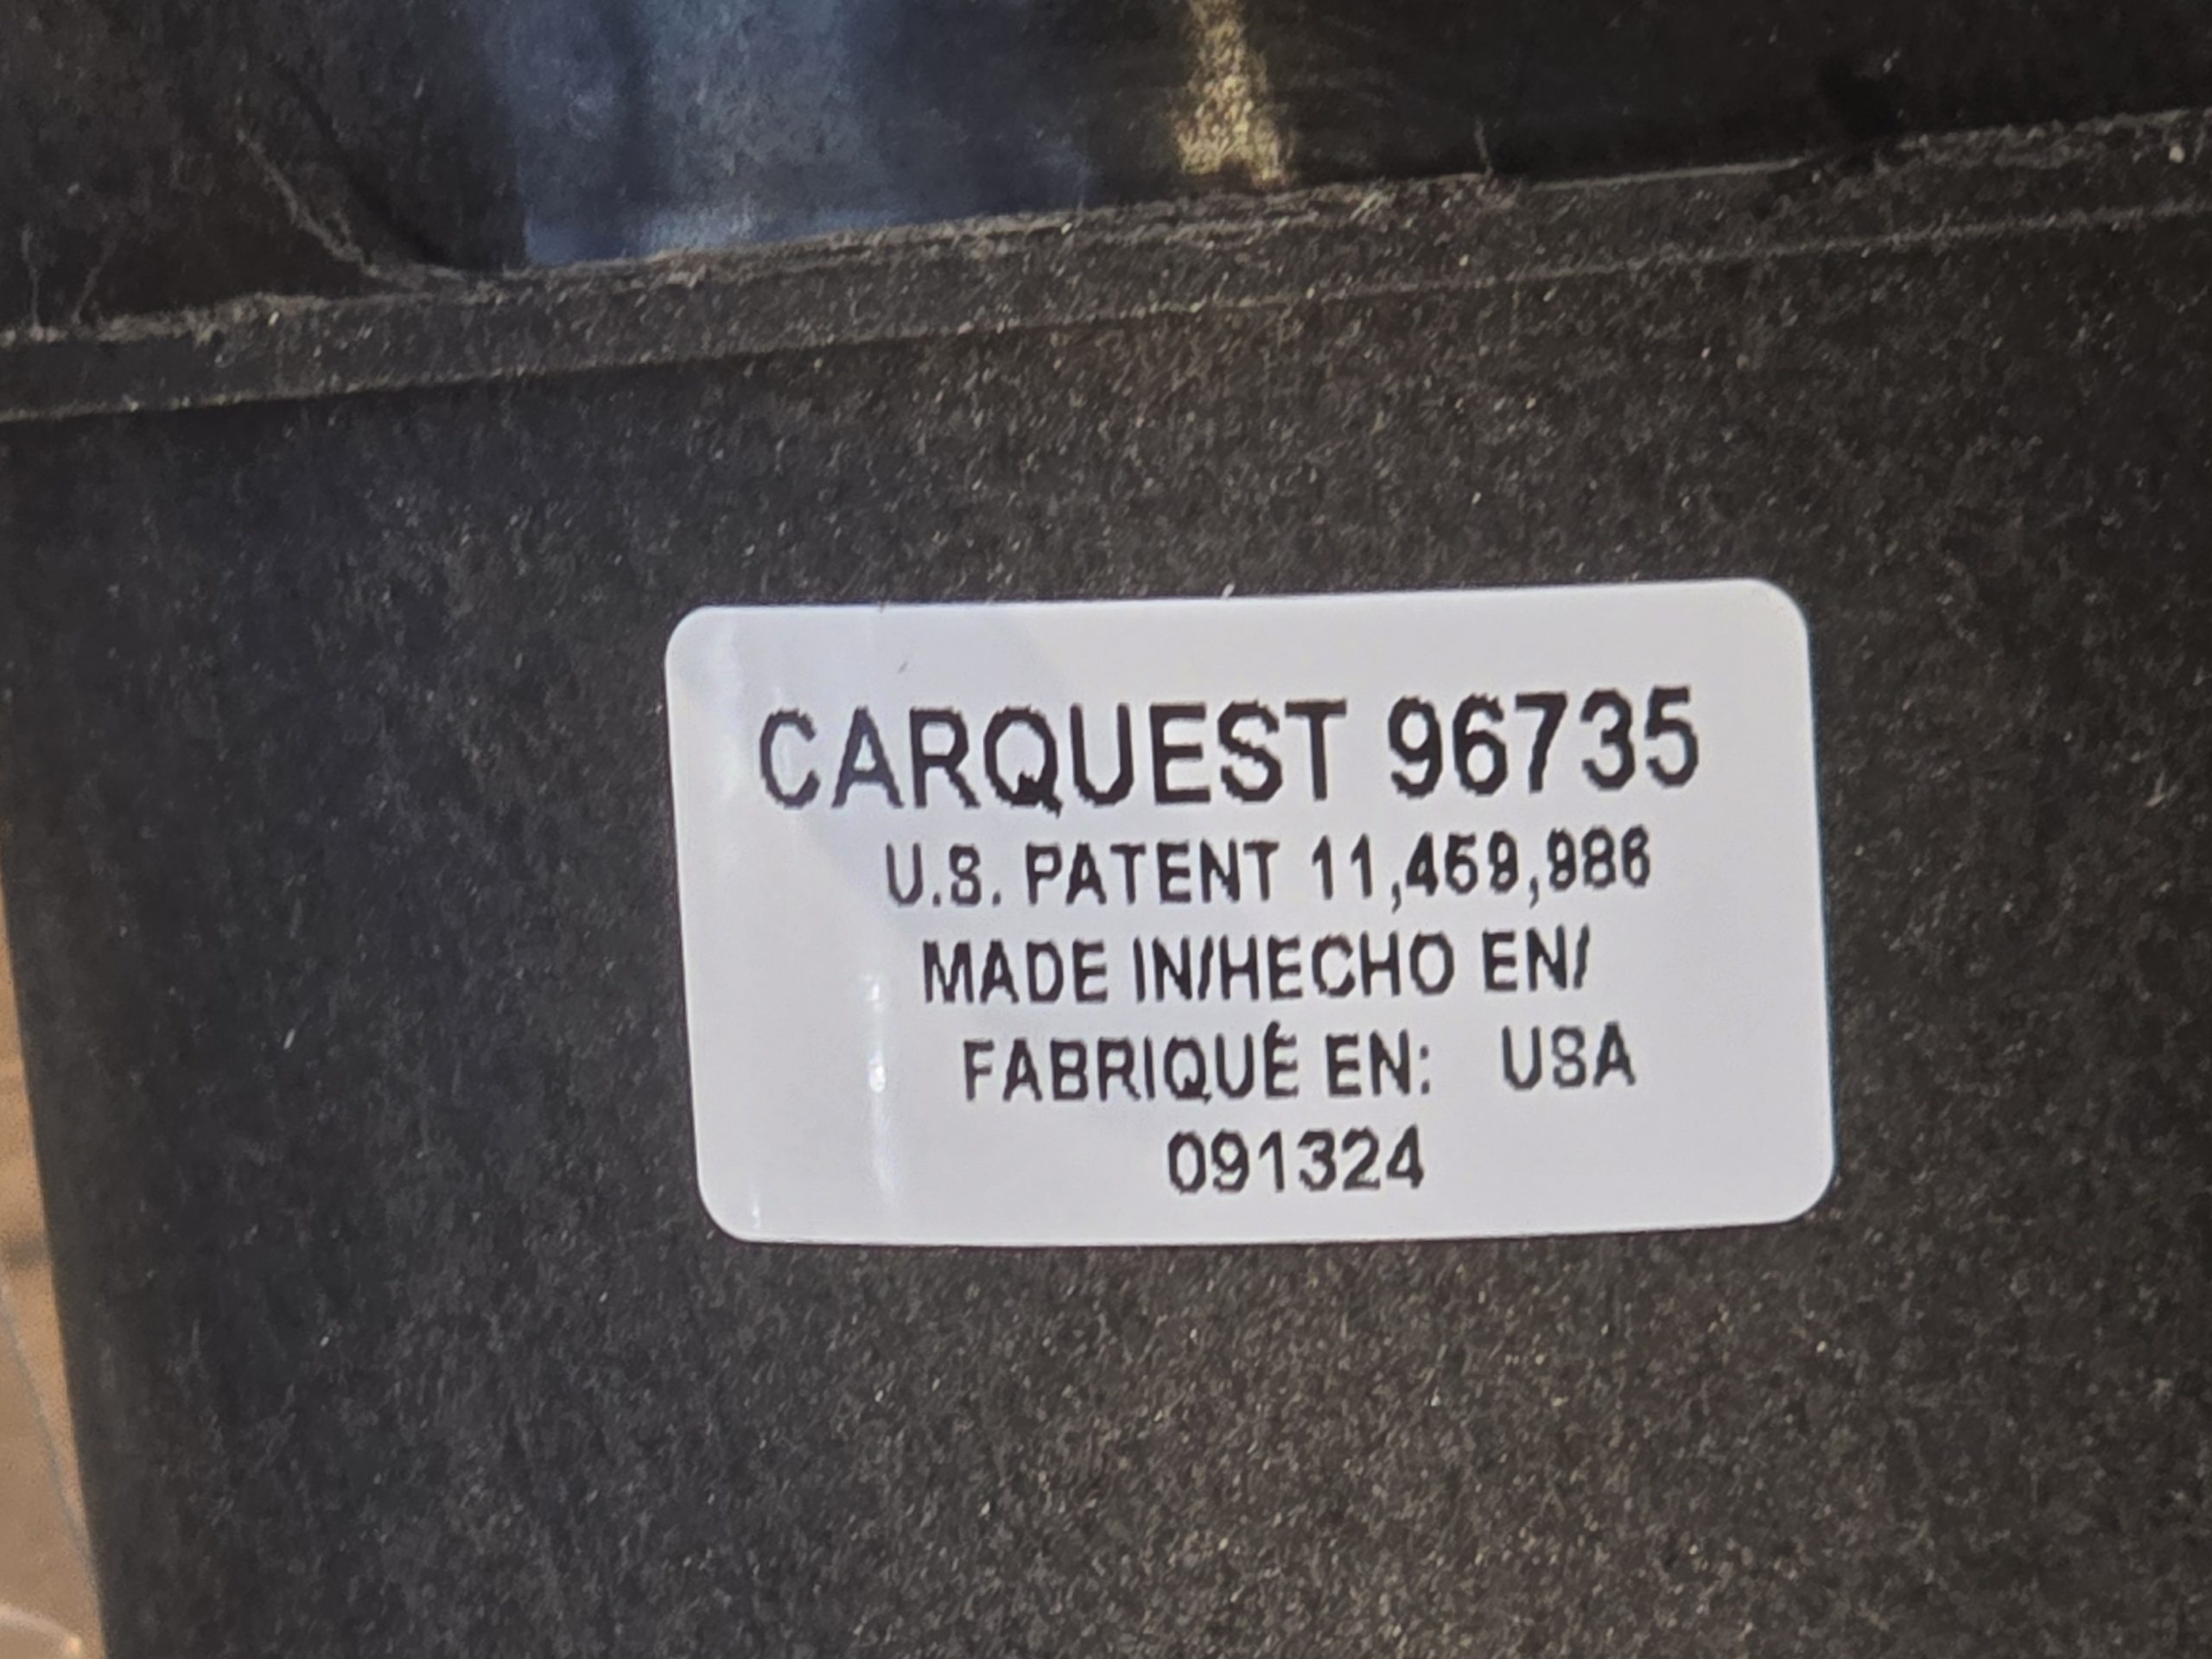 CARQUEST 96735
U.S. PATENT 11,459,986
MADE IN/HECHO EN/
FABRIQUÉ EN: USA
091324